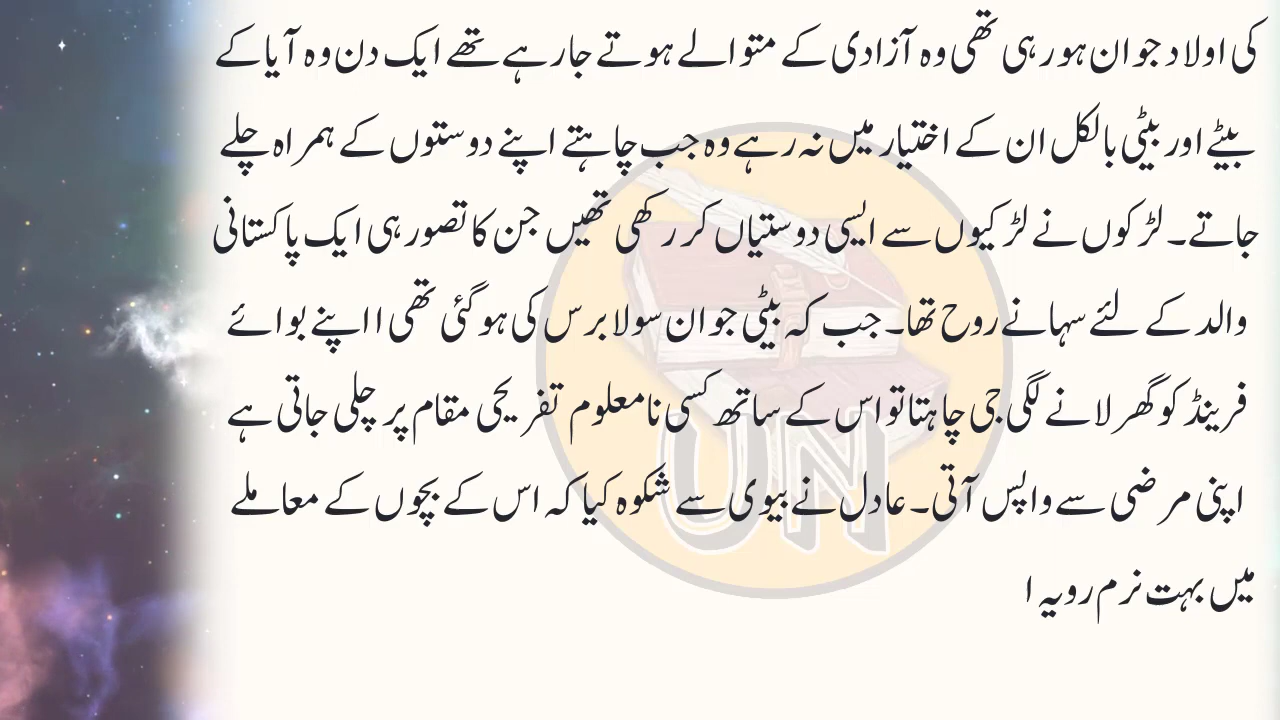 کی اولاد جوان ہو رہی تھی وہ آزادی کے متوالے ہوتے جا رہے تھے ایک دن وہ آیا کے
بیٹے اور بیٹی بالکل ان کے اختیار میں نہ رہے وہ جب چاہتے اپنے دوستوں کے ہمراہ چلے
جاتے۔ لڑکوں نے لڑکیوں سے ایسی دوستیاں کر رکھی تھیں جن کا تصور ہی ایک پاکستانی
والد کے لئے سہانے روح تھا۔ جب کہ بیٹی جوان سولا برس کی ہو گئی تھی ااپنے بوائے
فرینڈ کو گھر لانے لگی جی چاہتا تو اس کے ساتھ کسی نامعلوم تفریحی مقام پر چلی جاتی ہے
اپنی مرضی سے واپس آتی۔ عادل نے بیوی سے شکوہ کیا کہ اس کے بچوں کے معاملے
میں بہت نرم رویہ ا
UN